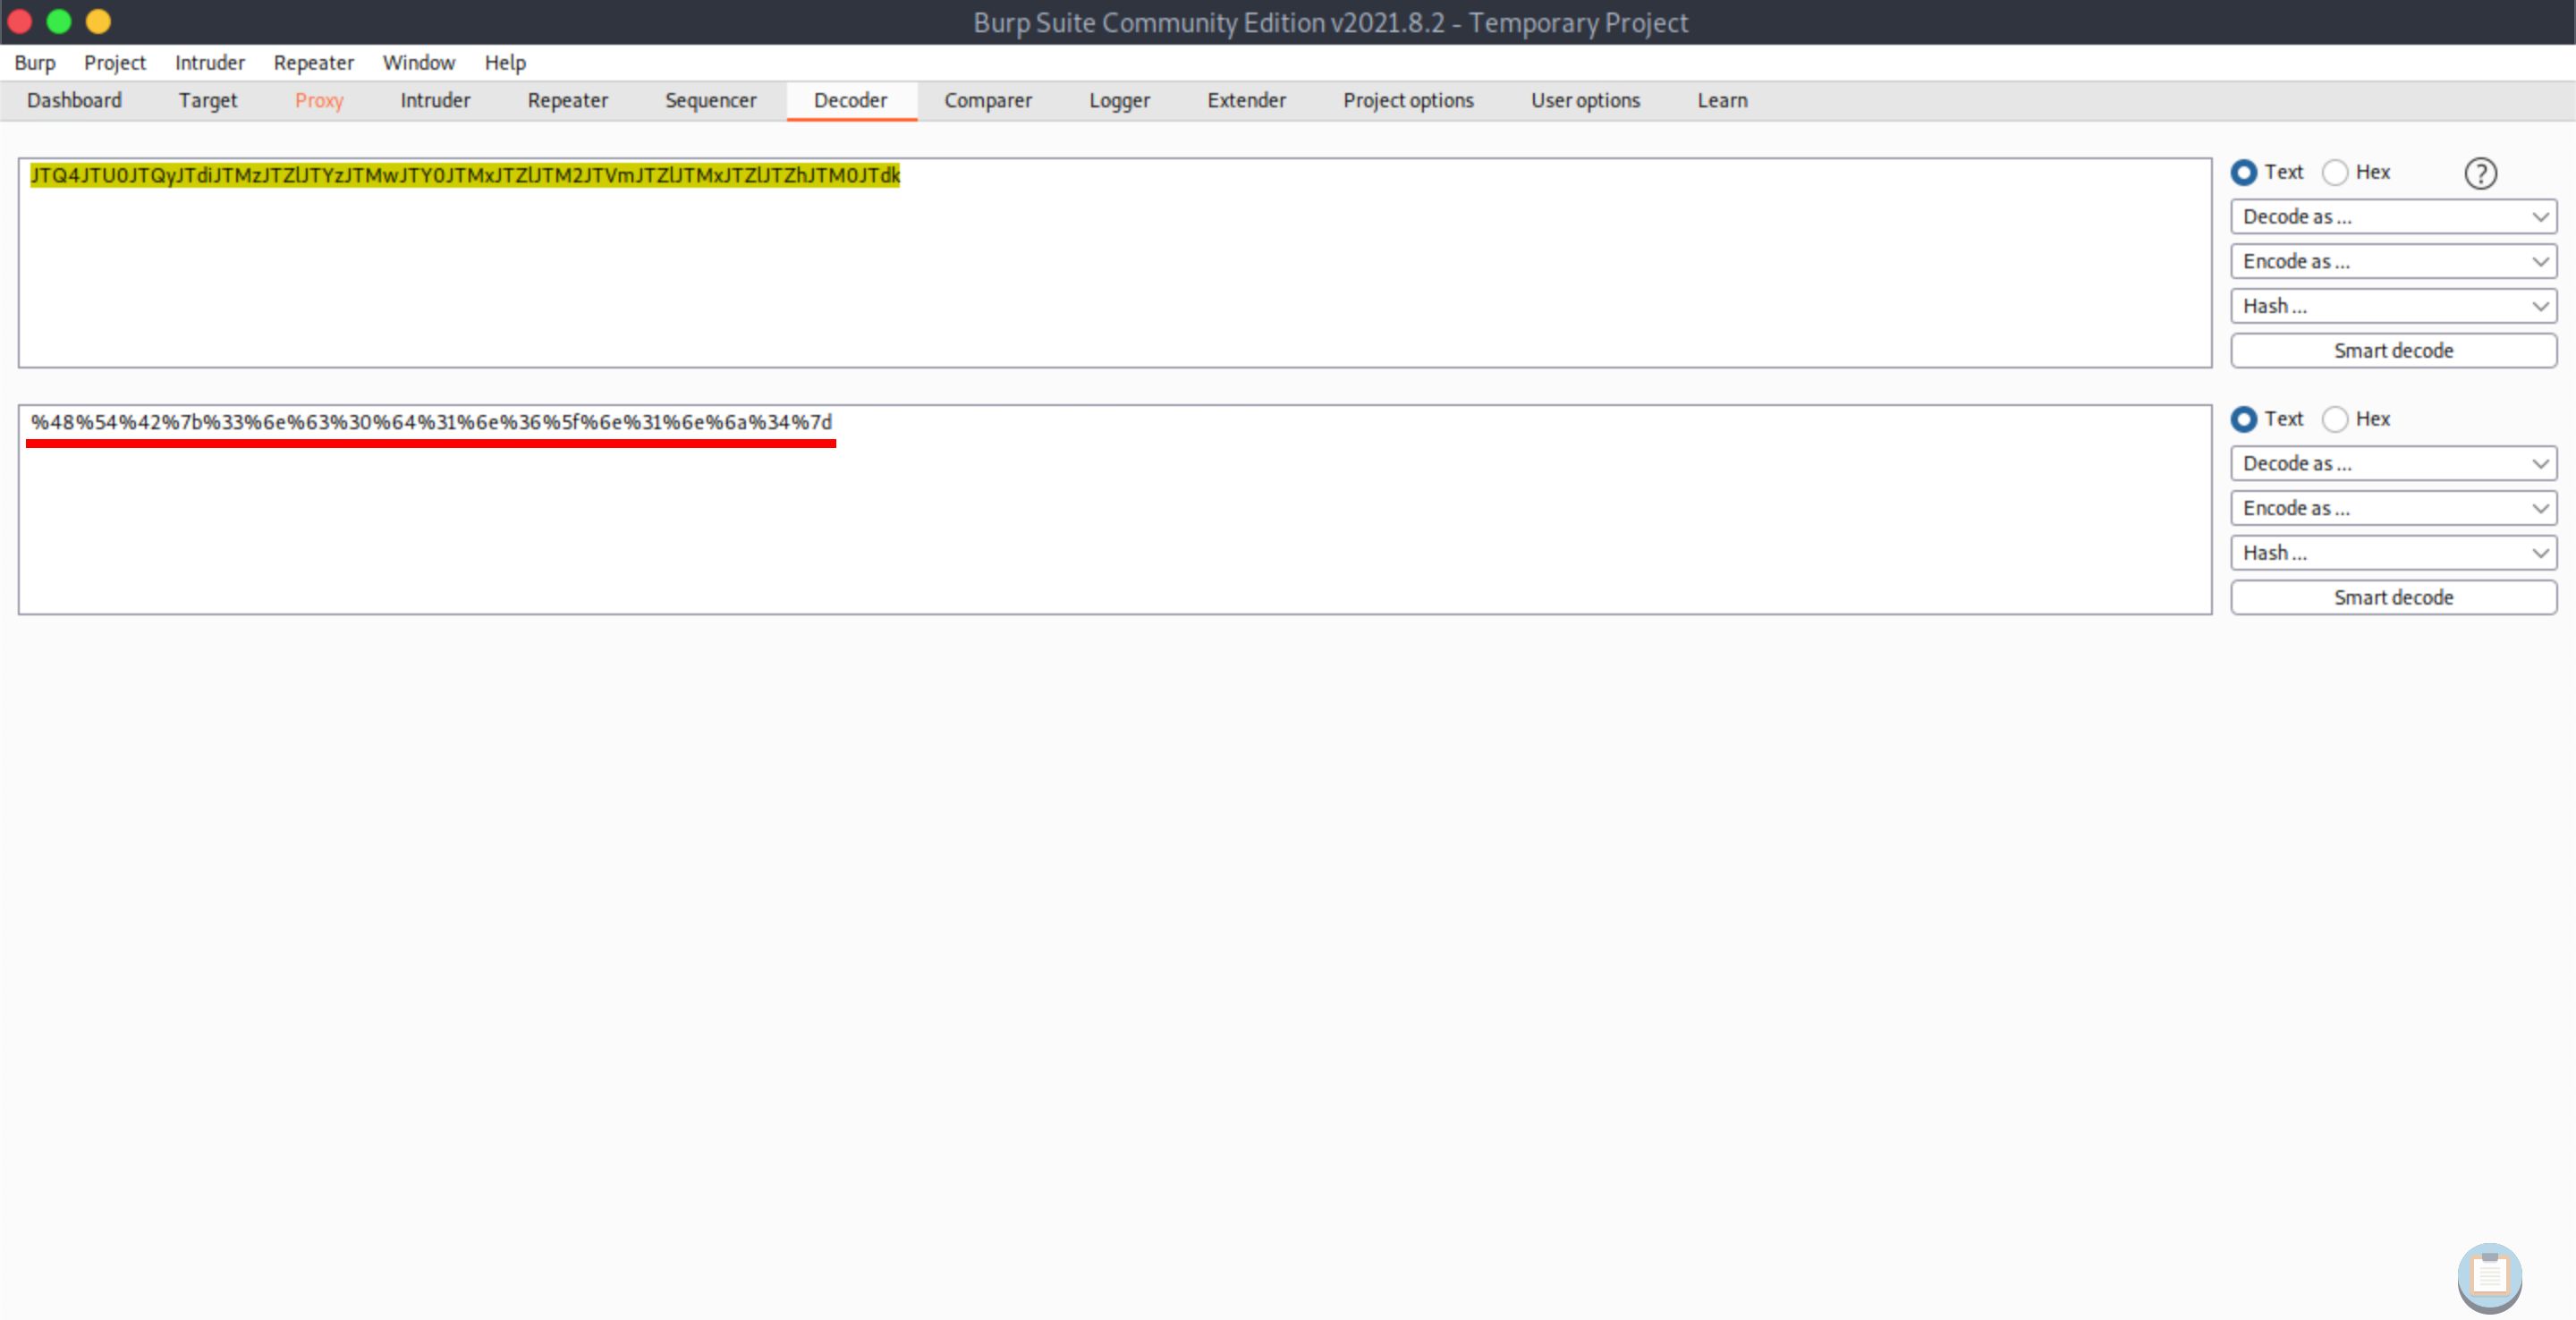 Burp Suite Community Edition v2021.8.2 - Temporary Project
Burp Project Intruder Repeater Window Help
Dashboard Target Proxy Intruder Repeater Sequencer Decoder Comparer Logger Extender Project options User options Learn
JTQ4JTU0JTQyJTdiJTMzJTZlJTYzJTMwJTY0JTMxJTZlJTM2JTVmJTZlJTMxJTZlJTZhJTM0JTdk
Text Hex ?
Decode as ...
Encode as ...
Hash ...
Smart decode
%48%54%42%7b%33%6e%63%30%64%31%6e%36%5f%6e%31%6e%6a%34%7d
Text Hex
Decode as ...
Encode as ...
Hash ...
Smart decode